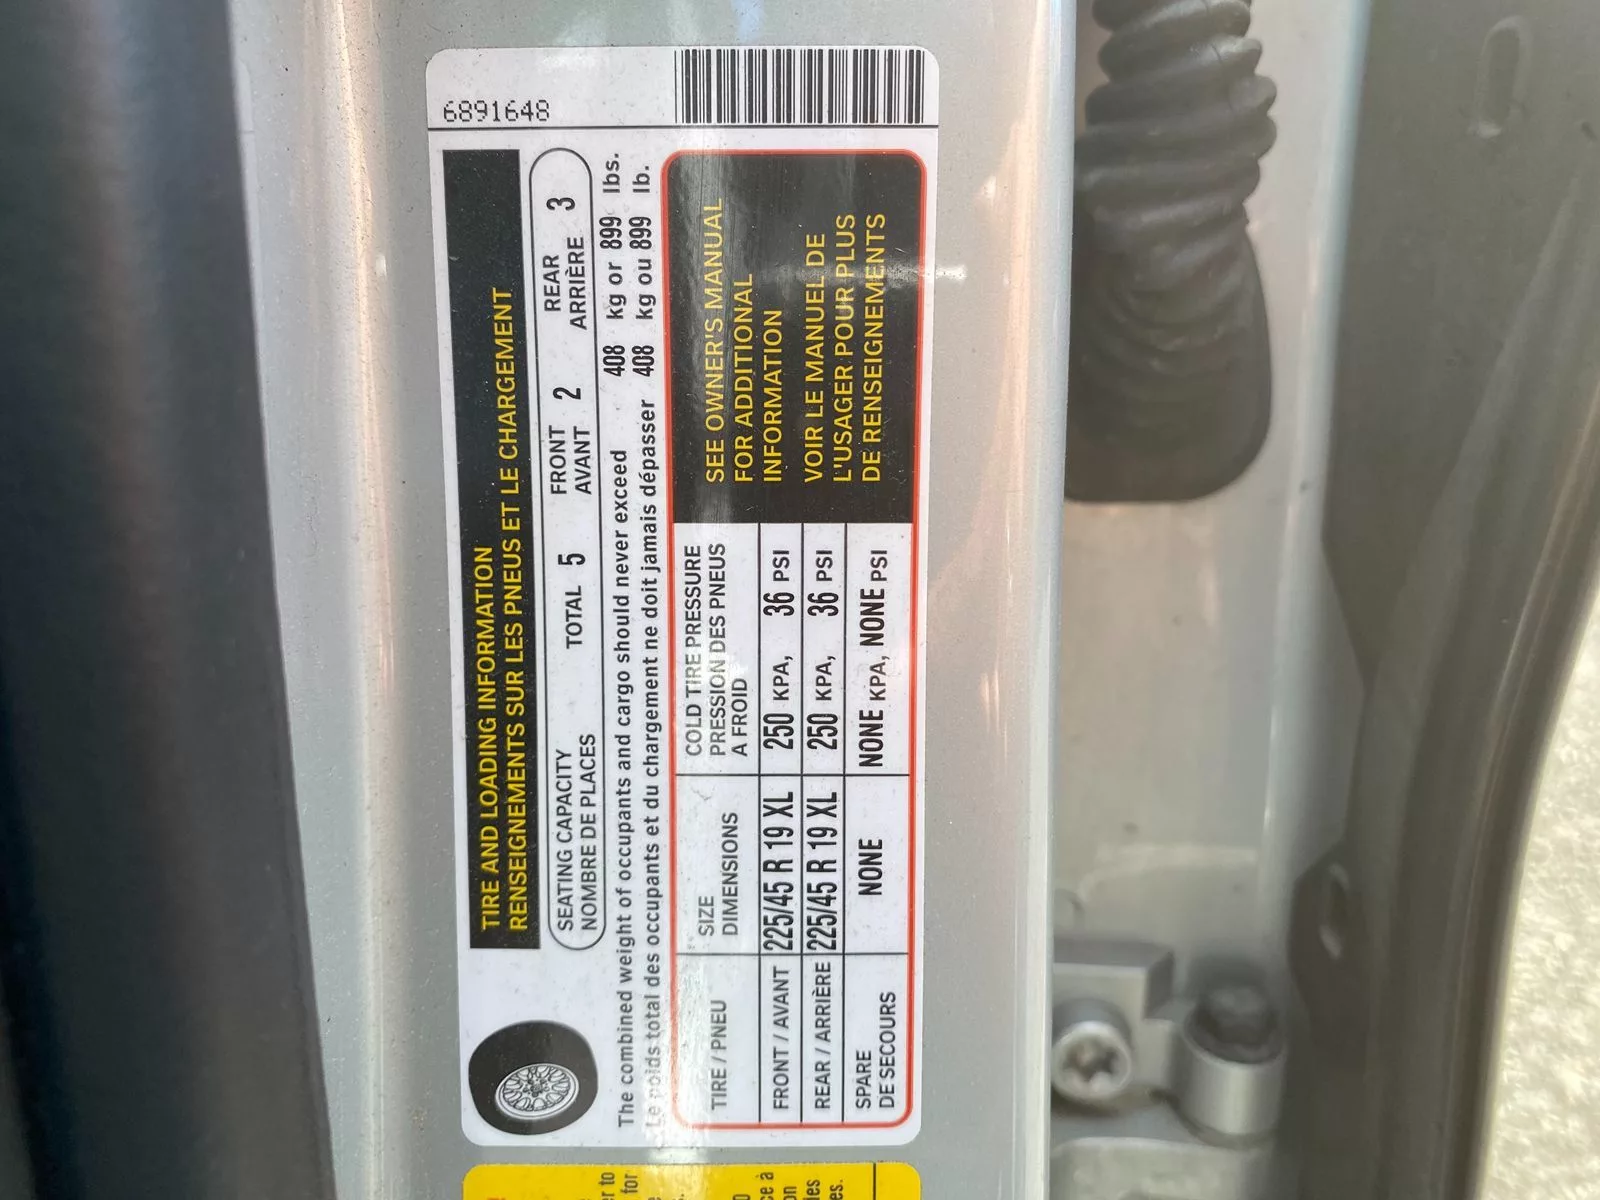 6891648
TIRE AND LOADING INFORMATION
RENSEIGNEMENTS SUR LES PNEUS ET LE CHARGEMENT
SEATING CAPACITY
NOMBRE DE PLACES
TOTAL 5
FRONT
AVANT 2
REAR
ARRIÈRE 3
The combined weight of occupants and cargo should never exceed 408 kg or 899 lbs.
Le poids total des occupants et du chargement ne doit jamais dépasser 408 kg ou 899 lb.
TIRE / PNEU
SIZE
DIMENSIONS
COLD TIRE PRESSURE
PRESSION DES PNEUS
A FROID
FRONT / AVANT 225/45 R 19 XL 250 KPA, 36 PSI
REAR / ARRIÈRE 225/45 R 19 XL 250 KPA, 36 PSI
SPARE
DE SECOURS
NONE NONE KPA, NONE PSI
SEE OWNER'S MANUAL
FOR ADDITIONAL
INFORMATION
VOIR LE MANUEL DE
L'USAGER POUR PLUS
DE RENSEIGNEMENTS